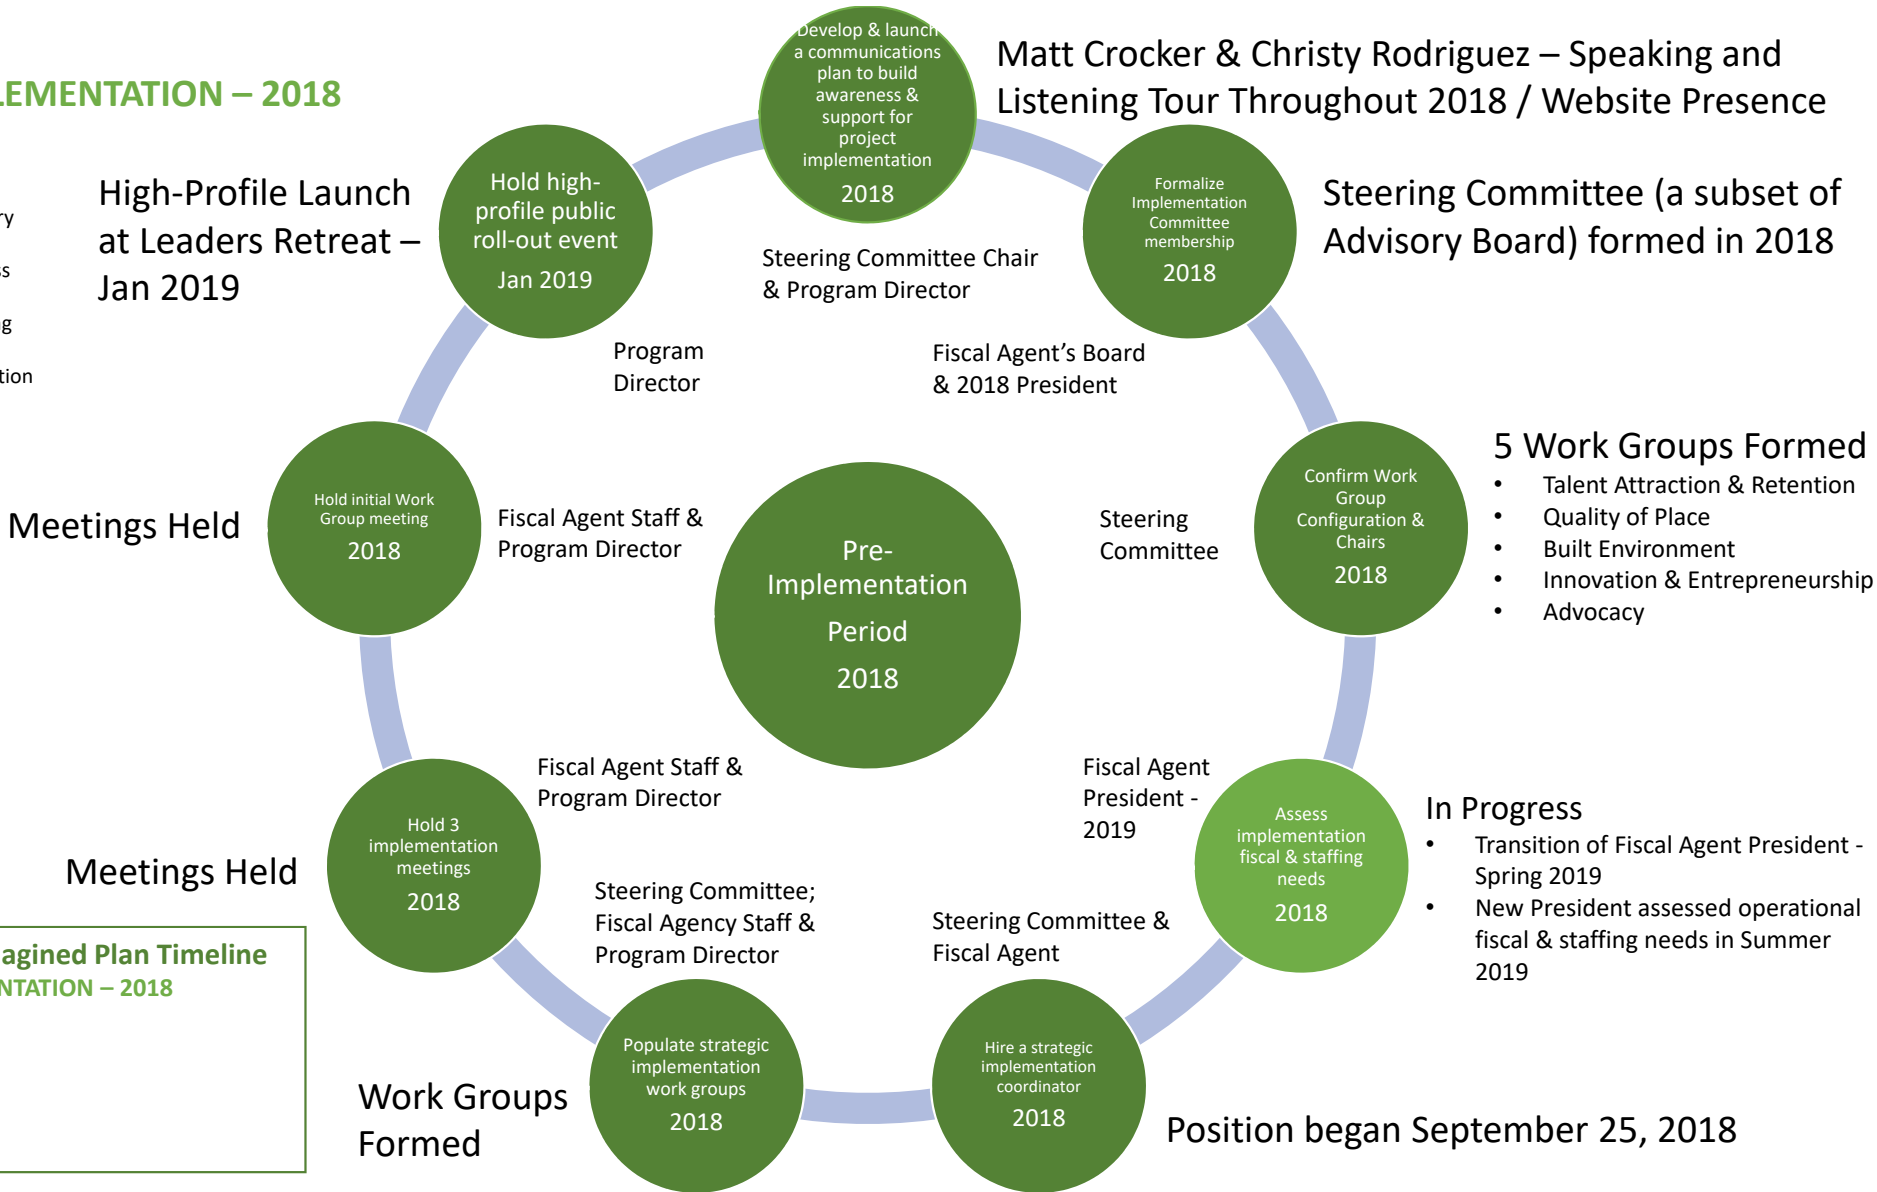 LEMENTATION – 2018
ry
ss
ng
tion
Develop & launch
a communications
plan to build
awareness &
support for
project
implementation
2018
Matt Crocker & Christy Rodriguez – Speaking and
Listening Tour Throughout 2018 / Website Presence
Steering Committee Chair
& Program Director
Formalize
Implementation
Committee
membership
2018
Steering Committee (a subset of
Advisory Board) formed in 2018
Fiscal Agent’s Board
& 2018 President
Confirm Work
Group
Configuration &
Chairs
2018
5 Work Groups Formed
• Talent Attraction & Retention
• Quality of Place
• Built Environment
• Innovation & Entrepreneurship
• Advocacy
Steering
Committee
Assess
implementation
fiscal & staffing
needs
2018
In Progress
• Transition of Fiscal Agent President -
Spring 2019
• New President assessed operational
fiscal & staffing needs in Summer
2019
Fiscal Agent
President -
2019
Hire a strategic
implementation
coordinator
2018
Position began September 25, 2018
Steering Committee &
Fiscal Agent
Populate strategic
implementation
work groups
2018
Work Groups
Formed
Steering Committee;
Fiscal Agency Staff &
Program Director
Hold 3
implementation
meetings
2018
Meetings Held
Fiscal Agent Staff &
Program Director
Hold initial Work
Group meeting
2018
Meetings Held
Fiscal Agent Staff &
Program Director
Hold high-
profile public
roll-out event
Jan 2019
High-Profile Launch
at Leaders Retreat –
Jan 2019
Program
Director
Pre-
Implementation
Period
2018
agined Plan Timeline
NTATION – 2018